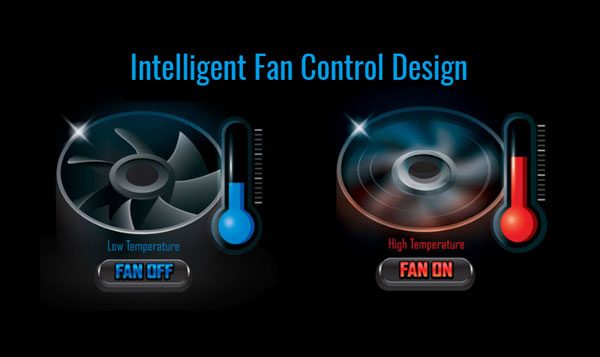 Intelligent Fan Control Design
Low Temperature
FAN OFF
High Temperature
FAN ON